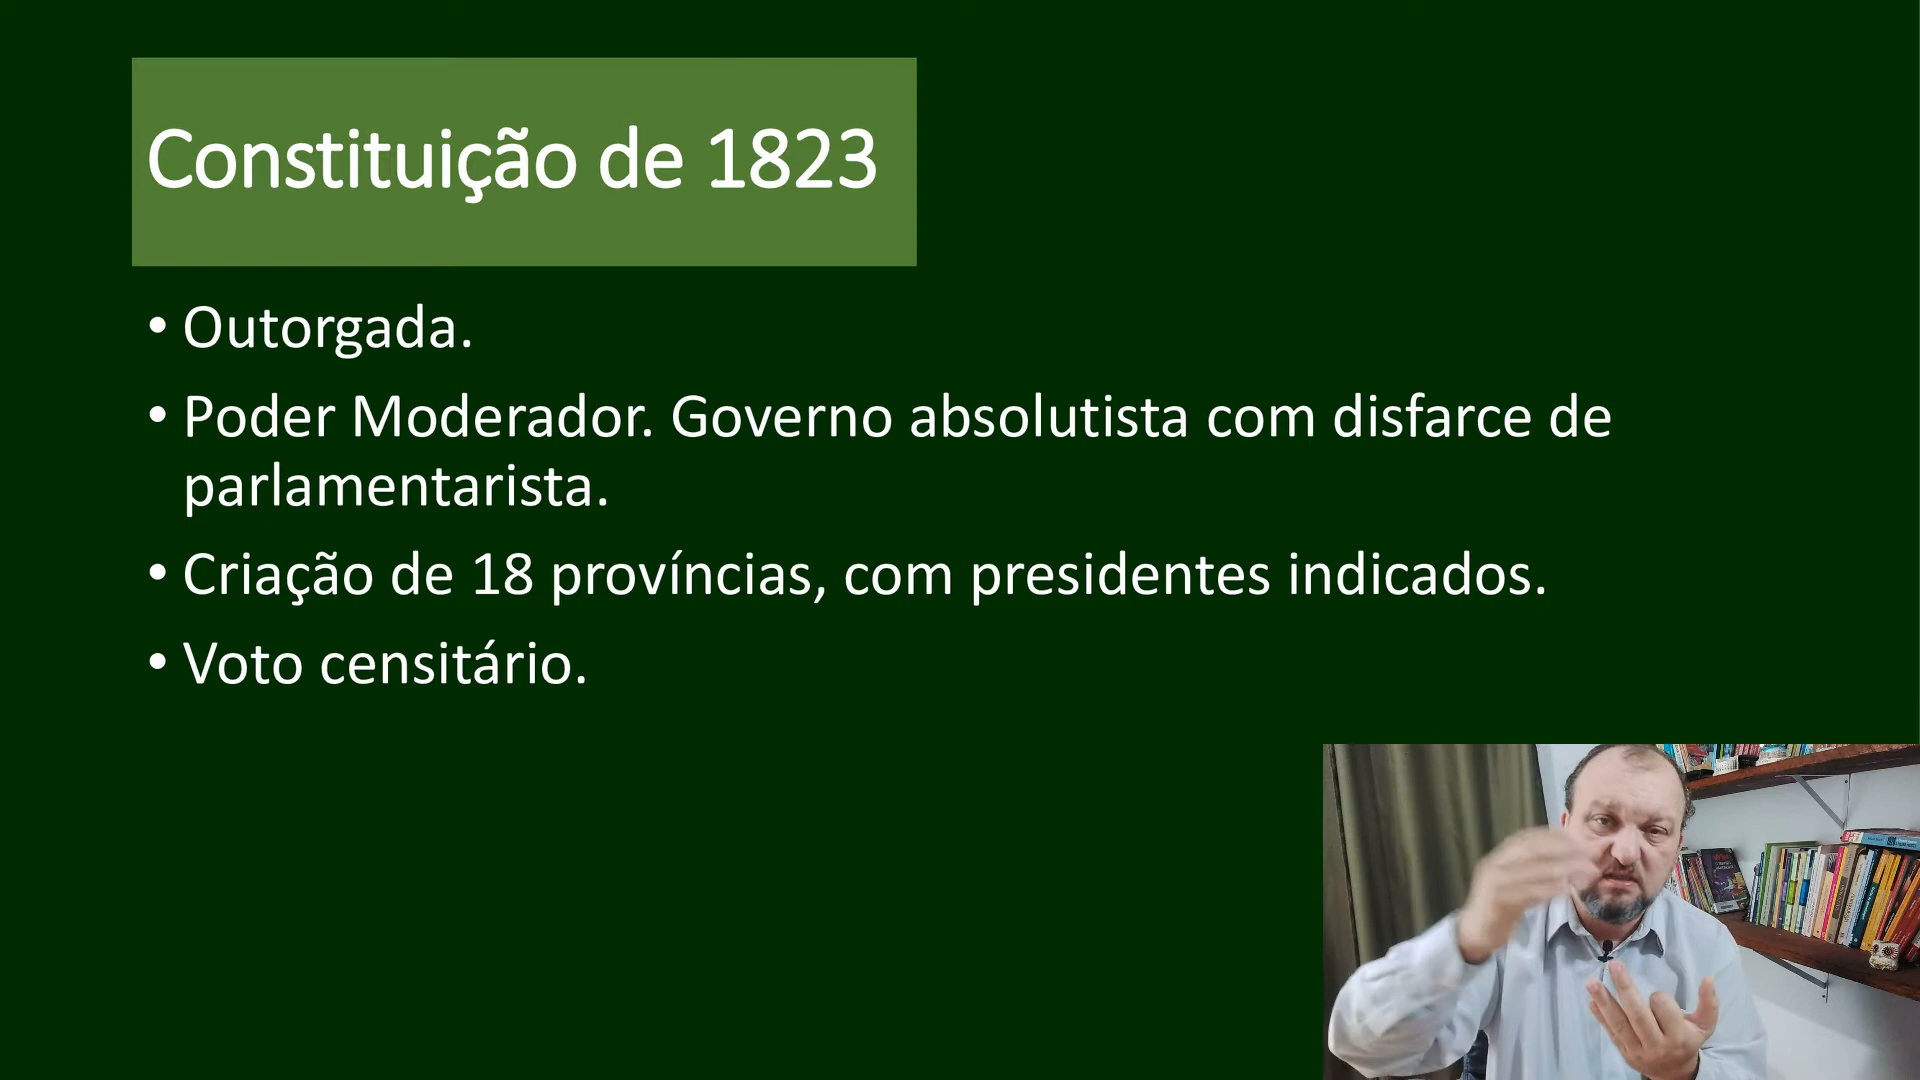 Constituição de 1823
• Outorgada.
• Poder Moderador. Governo absolutista com disfarce de
parlamentarista.
• Criação de 18 províncias, com presidentes indicados.
• Voto censitário.